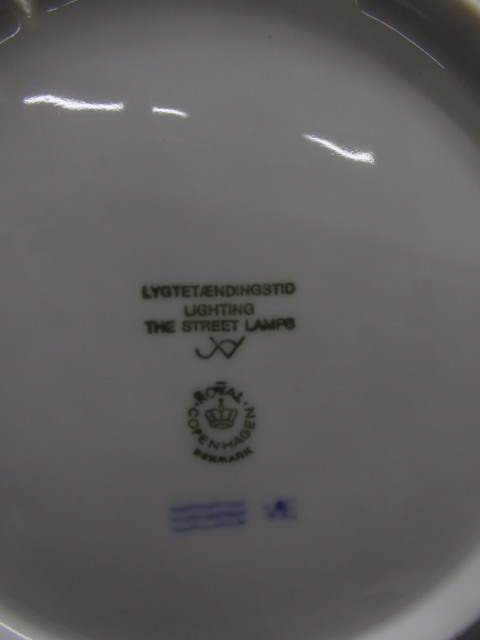 LYGTETÆNDINGSTID
LIGHTING
THE STREET LAMPS
ROYAL
COPENHAGEN
DENMARK